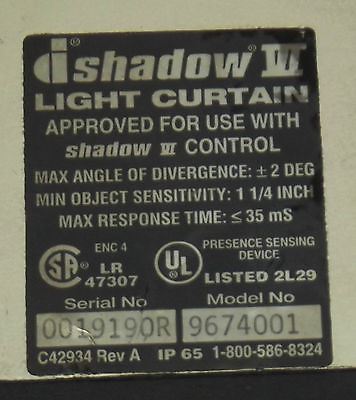 di® shadow® VI
LIGHT CURTAIN
APPROVED FOR USE WITH
shadow VI CONTROL
MAX ANGLE OF DIVERGENCE: ± 2 DEG
MIN OBJECT SENSITIVITY: 1 1/4 INCH
MAX RESPONSE TIME: ≤ 35 mS
SA ® ENC 4 LR 47307
UL ® PRESENCE SENSING DEVICE LISTED 2L29
Serial No Model No
0019190R 9674001
C42934 Rev A IP 65 1-800-586-8324